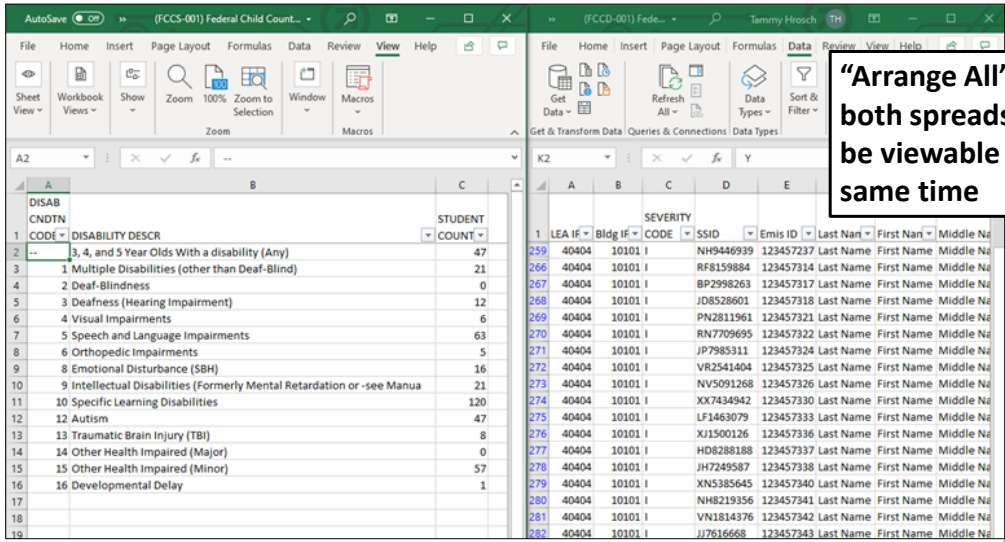 AutoSave Off » (FCCS-001) Federal Child Count...
File Home Insert Page Layout Formulas Data Review View Help
Sheet View
Workbook Views
Show
Zoom
100%
Zoom to Selection
Window
Macros
Zoom
Macros
A2 fx --
A B C
1 DISAB CNDTN CODE DISABILITY DESCR STUDENT COUNT
2 -- 3, 4, and 5 Year Olds With a disability (Any) 47
3 1 Multiple Disabilities (other than Deaf-Blind) 21
4 2 Deaf-Blindness 0
5 3 Deafness (Hearing Impairment) 12
6 4 Visual Impairments 6
7 5 Speech and Language Impairments 63
8 6 Orthopedic Impairments 5
9 8 Emotional Disturbance (SBH) 16
10 9 Intellectual Disabilities (Formerly Mental Retardation or -see Manua 21
11 10 Specific Learning Disabilities 120
12 12 Autism 47
13 13 Traumatic Brain Injury (TBI) 8
14 14 Other Health Impaired (Major) 0
15 15 Other Health Impaired (Minor) 57
16 16 Developmental Delay 1
17
18
19
» (FCCD-001) Fede... Tammy Hrosch TH
File Home Insert Page Layout Formulas Data Review View Help
Get Data
Refresh All
Data Types
Sort & Filter
Get & Transform Data Queries & Connections Data Types
K2 fx Y
A B C D E
1 LEA IF Bldg IF SEVERITY CODE SSID Emis ID Last Nan First Nan Middle Na
259 40404 10101 I NH9446939 123457237 Last Name First Name Middle Na
266 40404 10101 I RF8159884 123457314 Last Name First Name Middle Na
267 40404 10101 I BP2998263 123457317 Last Name First Name Middle Na
268 40404 10101 I JD8528601 123457318 Last Name First Name Middle Na
269 40404 10101 I PN2811961 123457321 Last Name First Name Middle Na
270 40404 10101 I RN7709695 123457322 Last Name First Name Middle Na
271 40404 10101 I JP7985311 123457324 Last Name First Name Middle Na
272 40404 10101 I VR2541404 123457325 Last Name First Name Middle Na
273 40404 10101 I NV5091268 123457326 Last Name First Name Middle Na
274 40404 10101 I XX7434942 123457330 Last Name First Name Middle Na
275 40404 10101 I LF1463079 123457333 Last Name First Name Middle Na
276 40404 10101 I XJ1500126 123457336 Last Name First Name Middle Na
277 40404 10101 I HD8288188 123457337 Last Name First Name Middle Na
278 40404 10101 I JH7249587 123457338 Last Name First Name Middle Na
279 40404 10101 I XN5385645 123457340 Last Name First Name Middle Na
280 40404 10101 I NH8219356 123457341 Last Name First Name Middle Na
281 40404 10101 I VN1814376 123457342 Last Name First Name Middle Na
282 40404 10101 I JJ7616668 123457343 Last Name First Name Middle Na
“Arrange All”
both spreads
be viewable
same time